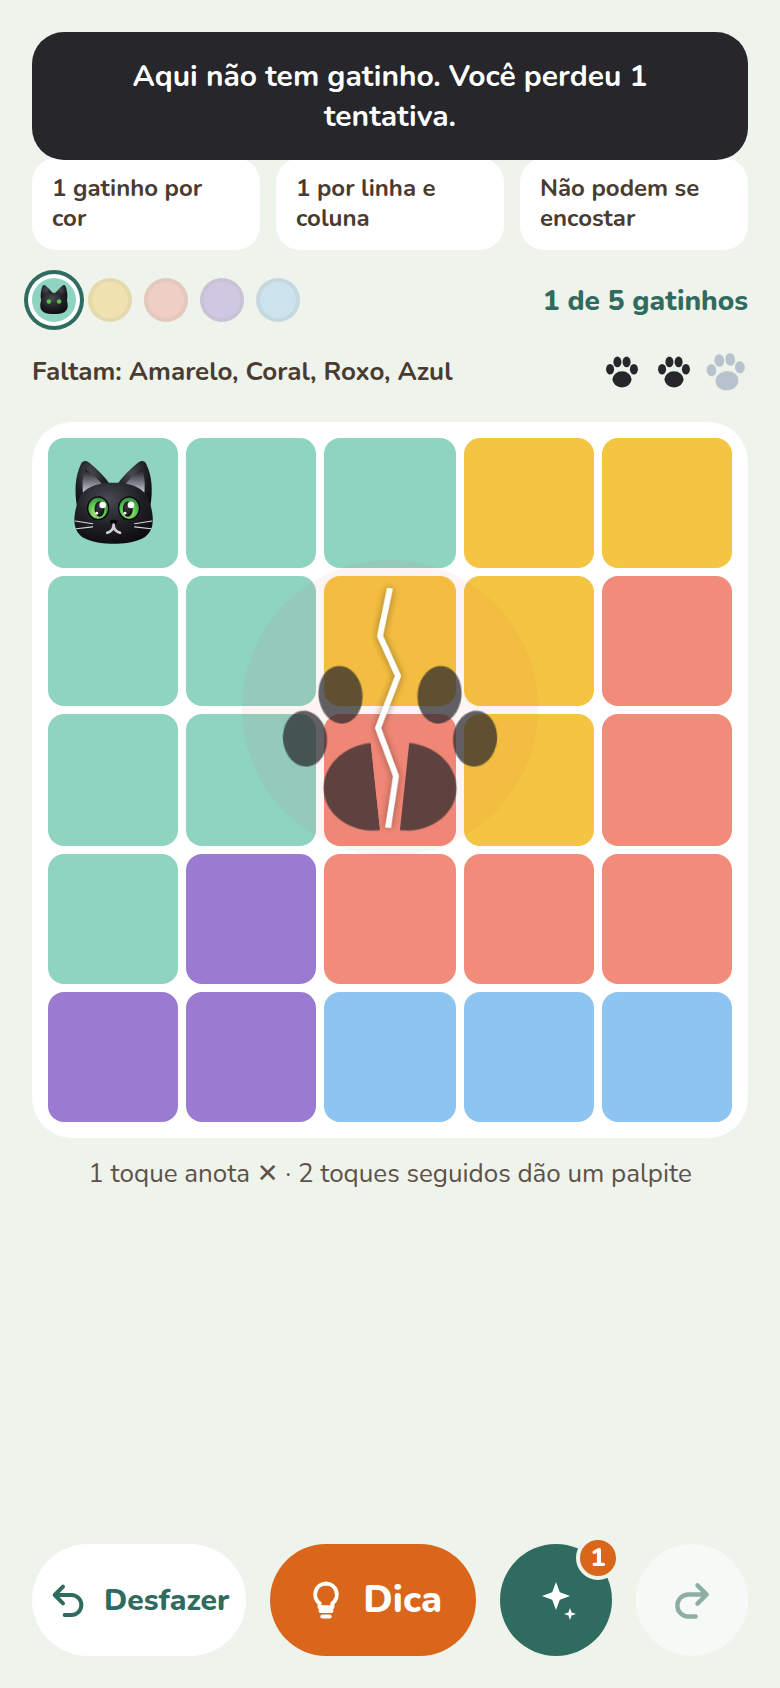 Aqui não tem gatinho. Você perdeu 1
tentativa.
1 gatinho por
cor
1 por linha e
coluna
Não podem se
encostar
1 de 5 gatinhos
Faltam: Amarelo, Coral, Roxo, Azul
1 toque anota ✕ · 2 toques seguidos dão um palpite
Desfazer
Dica
1